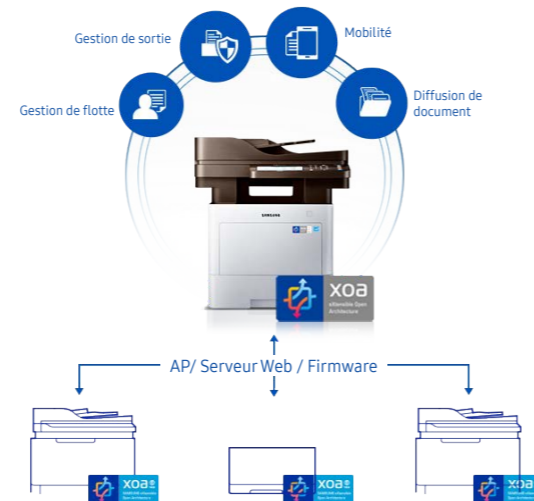 Gestion de sortie
Mobilité
Gestion de flotte
Diffusion de
document
SAMSUNG
XOA
eXtensible Open
Architecture
AP/ Serveur Web / Firmware
XOA
XOA
XOA